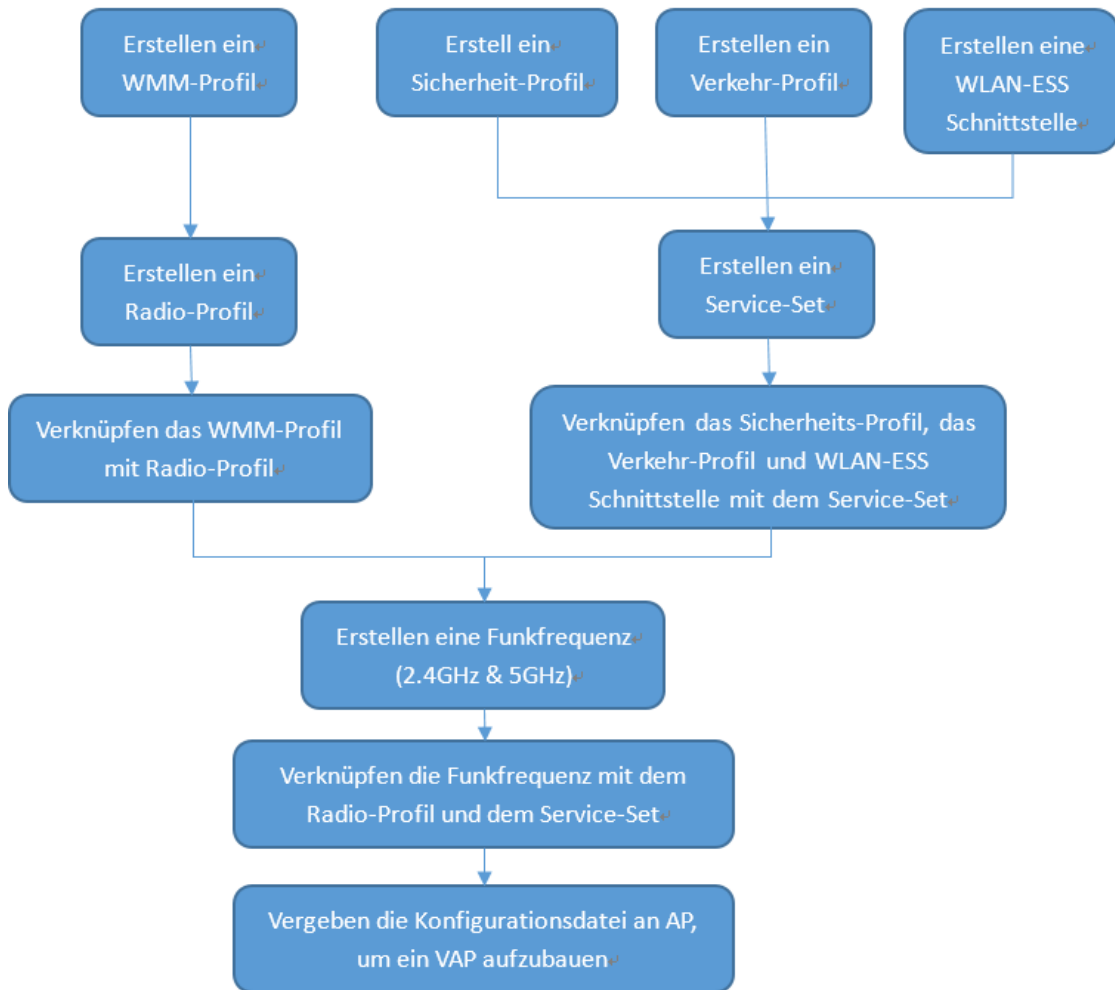 Erstellen ein
WMM-Profil
Erstell ein
Sicherheit-Profil
Erstellen ein
Verkehr-Profil
Erstellen eine
WLAN-ESS
Schnittstelle
Erstellen ein
Radio-Profil
Erstellen ein
Service-Set
Verknüpfen das WMM-Profil
mit Radio-Profil
Verknüpfen das Sicherheits-Profil, das
Verkehr-Profil und WLAN-ESS
Schnittstelle mit dem Service-Set
Erstellen eine Funkfrequenz
(2.4GHz & 5GHz)
Verknüpfen die Funkfrequenz mit dem
Radio-Profil und dem Service-Set
Vergeben die Konfigurationsdatei an AP,
um ein VAP aufzubauen